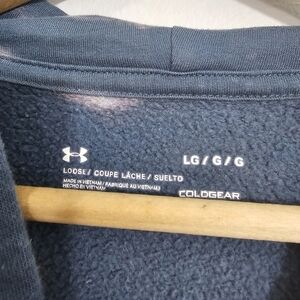 LG / G / G
LOOSE / COUPE LÂCHE / SUELTO
MADE IN VIETNAM / FABRIQUÉ AU VIETNAM /
HECHO EN VIETNAM
COLDGEAR